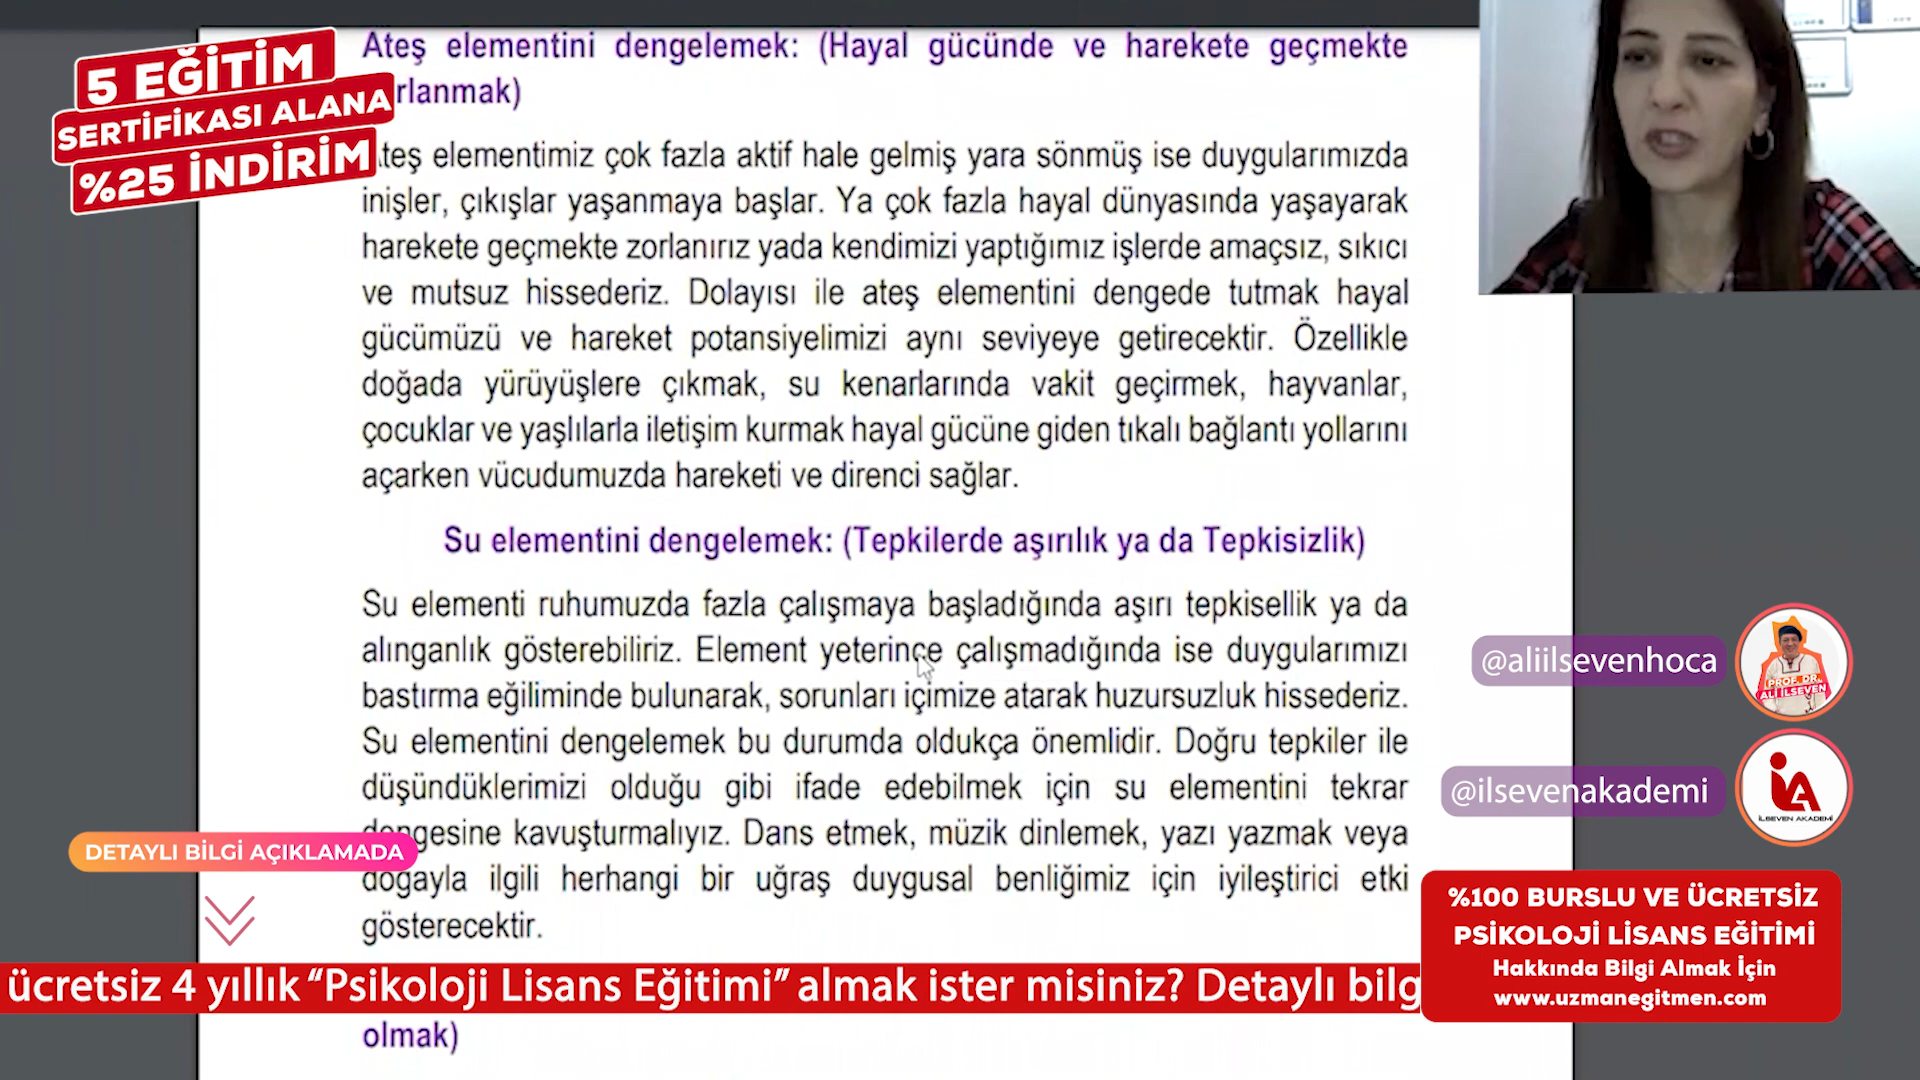 5 EĞİTİM
SERTİFİKASI ALANA
%25 İNDİRİM
Ateş elementini dengelemek: (Hayal gücünde ve harekete geçmekte
rlanmak)
teş elementimiz çok fazla aktif hale gelmiş yara sönmüş ise duygularımızda
inişler, çıkışlar yaşanmaya başlar. Ya çok fazla hayal dünyasında yaşayarak
harekete geçmekte zorlanırız yada kendimizi yaptığımız işlerde amaçsız, sıkıcı
ve mutsuz hissederiz. Dolayısı ile ateş elementini dengede tutmak hayal
gücümüzü ve hareket potansiyelimizi aynı seviyeye getirecektir. Özellikle
doğada yürüyüşlere çıkmak, su kenarlarında vakit geçirmek, hayvanlar,
çocuklar ve yaşlılarla iletişim kurmak hayal gücüne giden tıkalı bağlantı yollarını
açarken vücudumuzda hareketi ve direnci sağlar.
Su elementini dengelemek: (Tepkilerde aşırılık ya da Tepkisizlik)
Su elementi ruhumuzda fazla çalışmaya başladığında aşırı tepkisellik ya da
alınganlık gösterebiliriz. Element yeterince çalışmadığında ise duygularımızı
bastırma eğiliminde bulunarak, sorunları içimize atarak huzursuzluk hissederiz.
Su elementini dengelemek bu durumda oldukça önemlidir. Doğru tepkiler ile
düşündüklerimizi olduğu gibi ifade edebilmek için su elementini tekrar
dengesine kavuşturmalıyız. Dans etmek, müzik dinlemek, yazı yazmak veya
doğayla ilgili herhangi bir uğraş duygusal benliğimiz için iyileştirici etki
gösterecektir.
olmak)
@aliilsevenhoca
PROF. DR.
ALİ İLSEVEN
@ilsevenakademi
İLSEVEN AKADEMİ
DETAYLI BİLGİ AÇIKLAMADA
%100 BURSLU VE ÜCRETSİZ
PSİKOLOJİ LİSANS EĞİTİMİ
Hakkında Bilgi Almak İçin
www.uzmanegitmen.com
ücretsiz 4 yıllık “Psikoloji Lisans Eğitimi” almak ister misiniz? Detaylı bilg